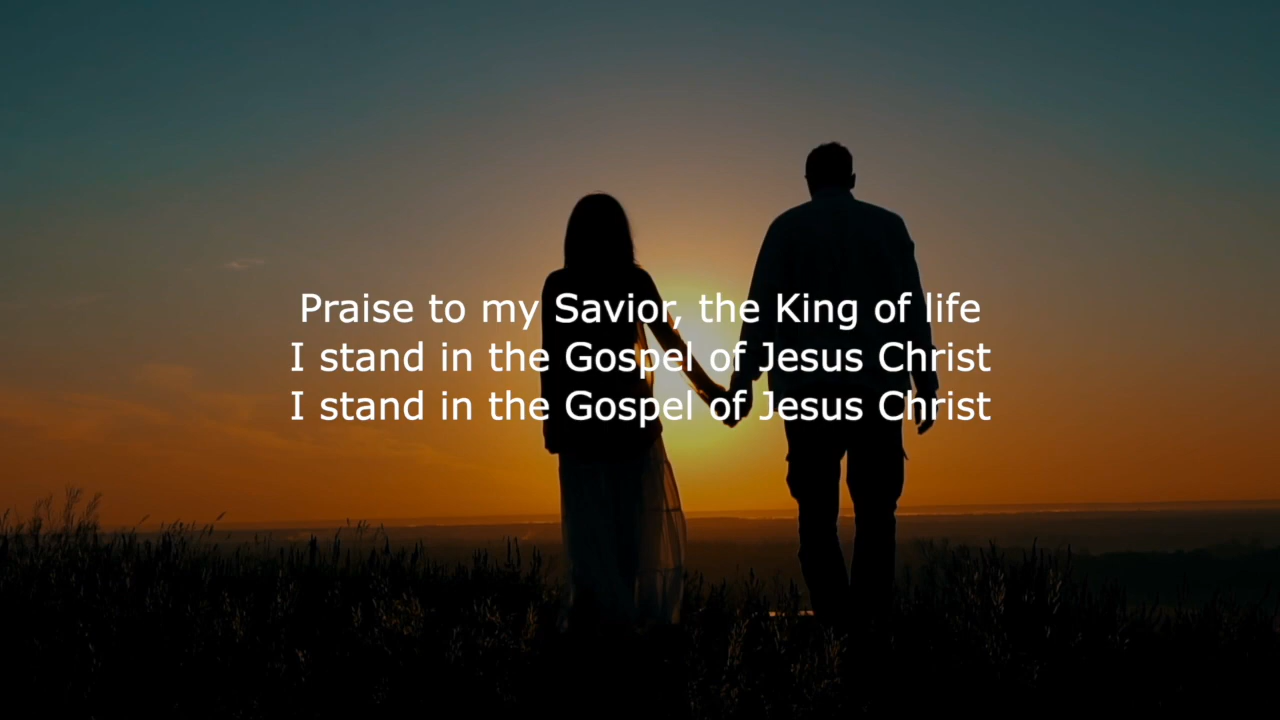 Praise to my Savior, the King of life
I stand in the Gospel of Jesus Christ
I stand in the Gospel of Jesus Christ